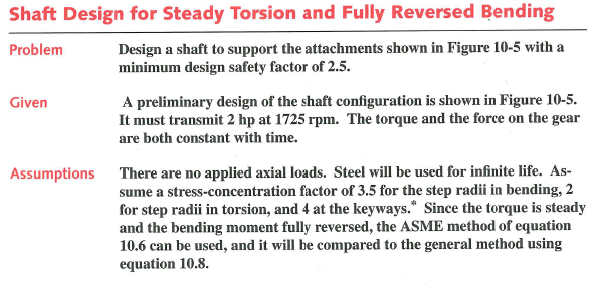 Shaft Design for Steady Torsion and Fully Reversed Bending
Problem
Design a shaft to support the attachments shown in Figure 10-5 with a
minimum design safety factor of 2.5.
Given
A preliminary design of the shaft configuration is shown in Figure 10-5.
It must transmit 2 hp at 1725 rpm. The torque and the force on the gear
are both constant with time.
Assumptions
There are no applied axial loads. Steel will be used for infinite life. As-
sume a stress-concentration factor of 3.5 for the step radii in bending, 2
for step radii in torsion, and 4 at the keyways.* Since the torque is steady
and the bending moment fully reversed, the ASME method of equation
10.6 can be used, and it will be compared to the general method using
equation 10.8.